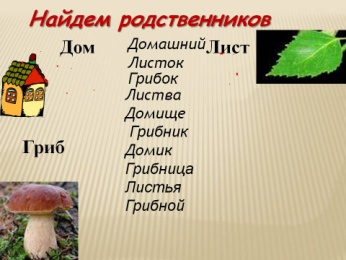 Найдем родственников
Дом Домашний Лист
Листок
Грибок
Листва
Домище
Грибник
Гриб
Домик
Грибница
Листья
Грибной